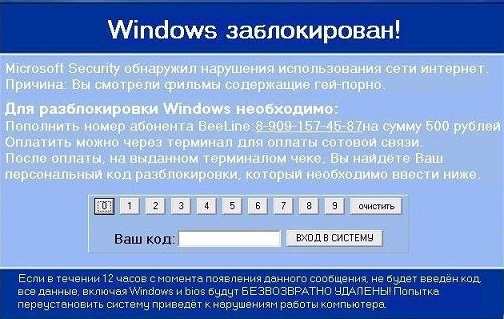 Windows заблокирован!
Microsoft Security обнаружил нарушения использования сети интернет.
Причина: Вы смотрели фильмы содержащие гей-порно.
Для разблокировки Windows необходимо:
Пополнить номер абонента BeeLine:8-909-157-45-87на сумму 500 рублей
Оплатить можно через терминал для оплаты сотовой связи.
После оплаты, на выданном терминалом чеке, Вы найдёте Ваш
персональный код разблокировки, который необходимо ввести ниже.
0 1 2 3 4 5 6 7 8 9 очистить
Ваш код: ВХОД В СИСТЕМУ
Если в течении 12 часов с момента появления данного сообщения, не будет введён код,
все данные, включая Windows и bios будут БЕЗВОЗВРАТНО УДАЛЕНЫ! Попытка
переустановить систему приведёт к нарушениям работы компьютера.